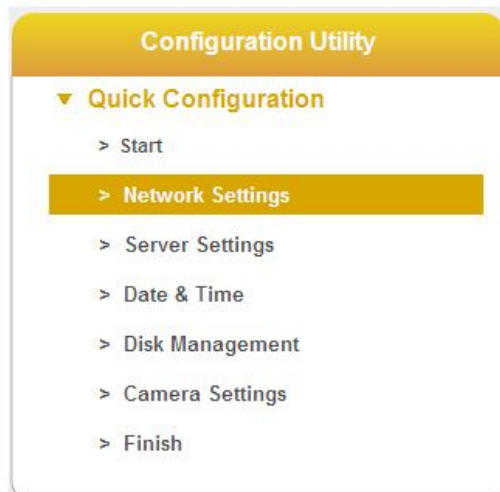 Configuration Utility
Quick Configuration
> Start
> Network Settings
> Server Settings
> Date & Time
> Disk Management
> Camera Settings
> Finish